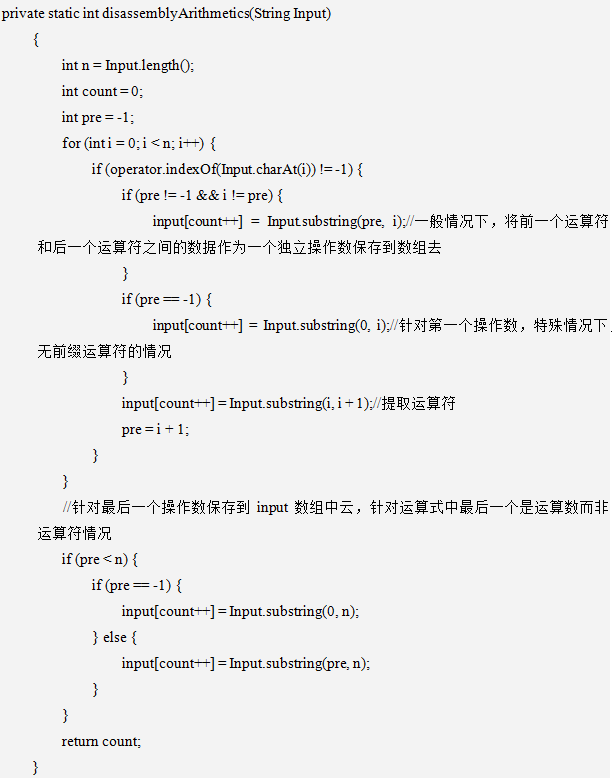 private static int disassemblyArithmetics(String Input)
{
int n = Input.length();
int count = 0;
int pre = -1;
for (int i = 0; i < n; i++) {
if (operator.indexOf(Input.charAt(i)) != -1) {
if (pre != -1 && i != pre) {
input[count++] = Input.substring(pre, i);//一般情况下，将前一个运算符
和后一个运算符之间的数据作为一个独立操作数保存到数组去
}
if (pre == -1) {
input[count++] = Input.substring(0, i);//针对第一个操作数，特殊情况下，
无前缀运算符的情况
}
input[count++] = Input.substring(i, i + 1);//提取运算符
pre = i + 1;
}
}
//针对最后一个操作数保存到 input 数组中云，针对运算式中最后一个是运算数而非
运算符情况
if (pre < n) {
if (pre == -1) {
input[count++] = Input.substring(0, n);
} else {
input[count++] = Input.substring(pre, n);
}
}
return count;
}